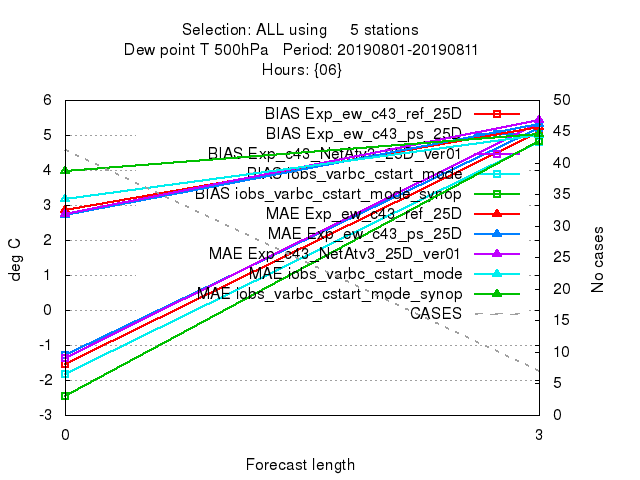 Selection: ALL using 5 stations
Dew point T 500hPa Period: 20190801-20190811
Hours: {06}
6 50
BIAS Exp_ew_c43_ref_25D
5 45
BIAS Exp_ew_c43_ps_25D
BIAS Exp_c43_NetAtv3_25D_ver01
4 40
BIAS iobs_varbc_cstart_mode
35
BIAS iobs_varbc_cstart_mode_synop
3
MAE Exp_ew_c43_ref_25D
30
MAE Exp_ew_c43_ps_25D
2
MAE Exp_c43_NetAtv3_25D_ver01
25
deg C
No cases
1
MAE iobs_varbc_cstart_mode
20
MAE iobs_varbc_cstart_mode_synop
0
CASES
15
-1
10
-2
5
-3 0
0 3
Forecast length